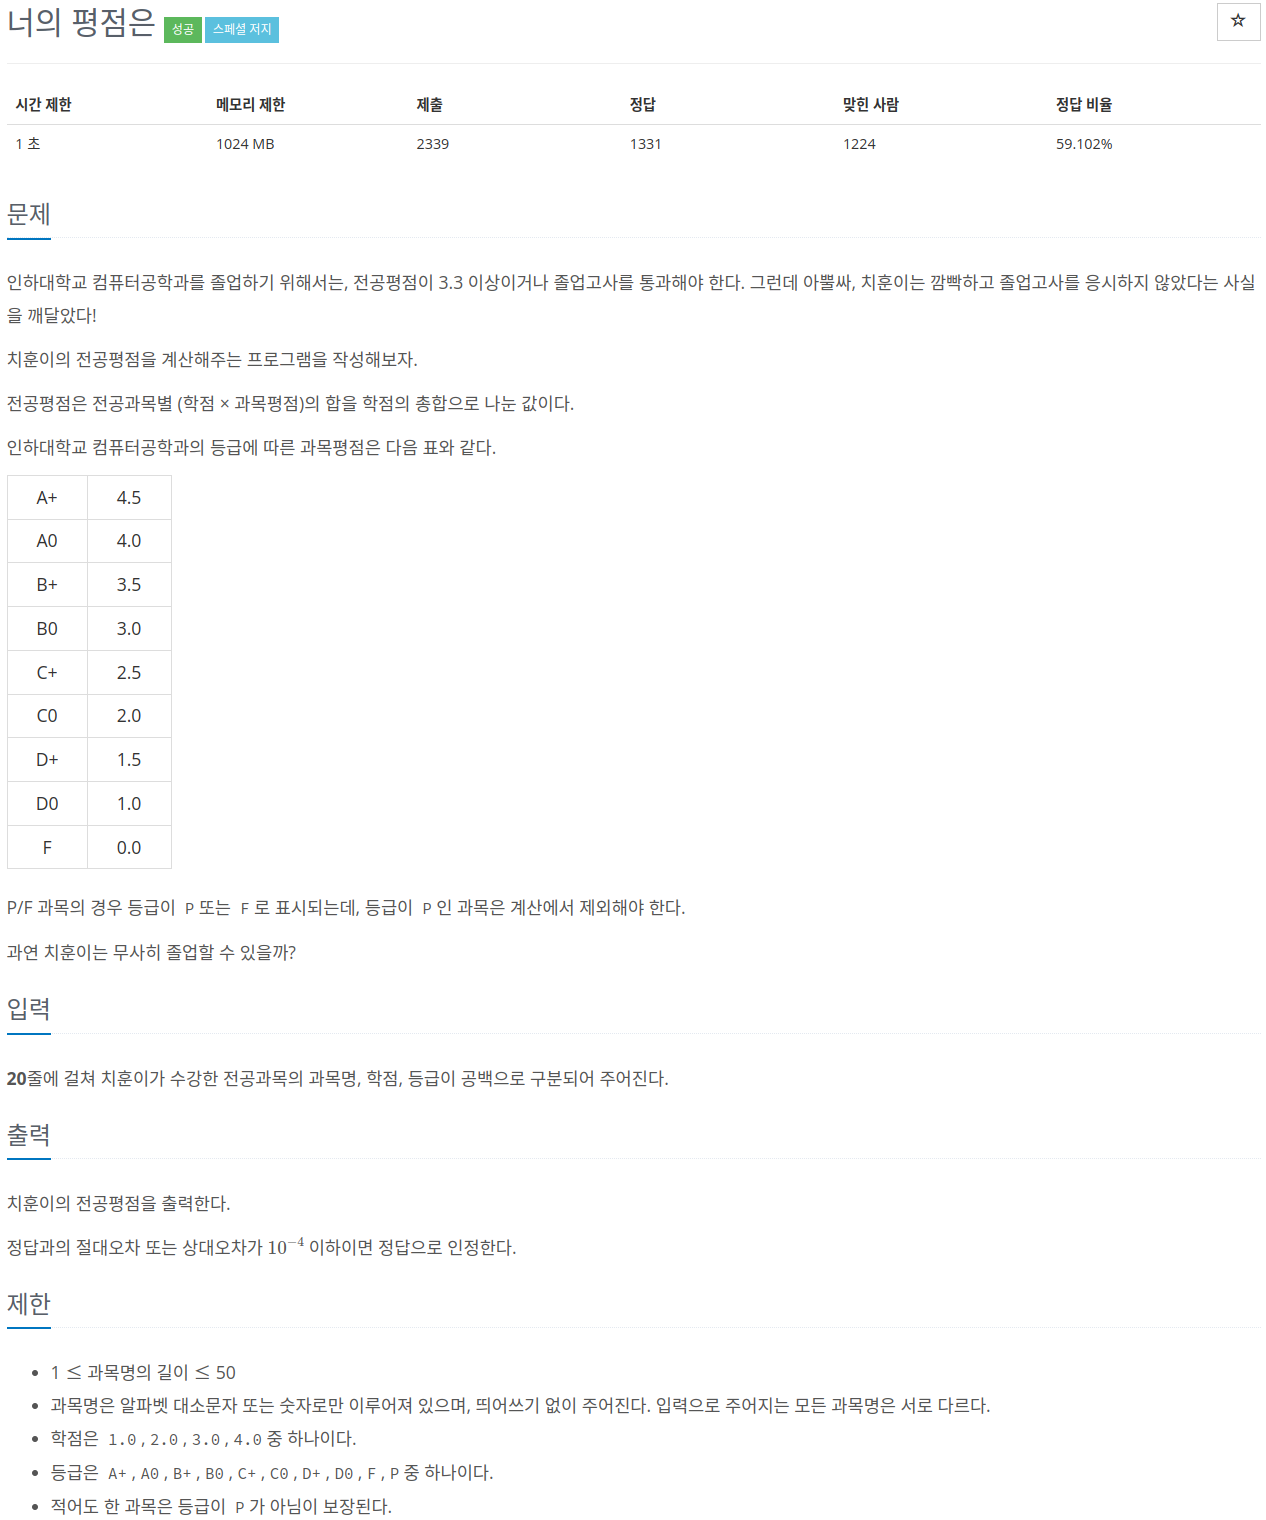 너의 평점은 성공 스페셜 저지
☆
시간 제한 메모리 제한 제출 정답 맞힌 사람 정답 비율
1 초 1024 MB 2339 1331 1224 59.102%
문제
인하대학교 컴퓨터공학과를 졸업하기 위해서는, 전공평점이 3.3 이상이거나 졸업고사를 통과해야 한다. 그런데 아뿔싸, 치훈이는 깜빡하고 졸업고사를 응시하지 않았다는 사실
을 깨달았다!
치훈이의 전공평점을 계산해주는 프로그램을 작성해보자.
전공평점은 전공과목별 (학점 × 과목평점)의 합을 학점의 총합으로 나눈 값이다.
인하대학교 컴퓨터공학과의 등급에 따른 과목평점은 다음 표와 같다.
A+ 4.5
A0 4.0
B+ 3.5
B0 3.0
C+ 2.5
C0 2.0
D+ 1.5
D0 1.0
F 0.0
P/F 과목의 경우 등급이 P 또는 F 로 표시되는데, 등급이 P 인 과목은 계산에서 제외해야 한다.
과연 치훈이는 무사히 졸업할 수 있을까?
입력
20줄에 걸쳐 치훈이가 수강한 전공과목의 과목명, 학점, 등급이 공백으로 구분되어 주어진다.
출력
치훈이의 전공평점을 출력한다.
정답과의 절대오차 또는 상대오차가 10⁻⁴ 이하이면 정답으로 인정한다.
제한
• 1 ≤ 과목명의 길이 ≤ 50
• 과목명은 알파벳 대소문자 또는 숫자로만 이루어져 있으며, 띄어쓰기 없이 주어진다. 입력으로 주어지는 모든 과목명은 서로 다르다.
• 학점은 1.0 , 2.0 , 3.0 , 4.0 중 하나이다.
• 등급은 A+ , A0 , B+ , B0 , C+ , C0 , D+ , D0 , F , P 중 하나이다.
• 적어도 한 과목은 등급이 P 가 아님이 보장된다.